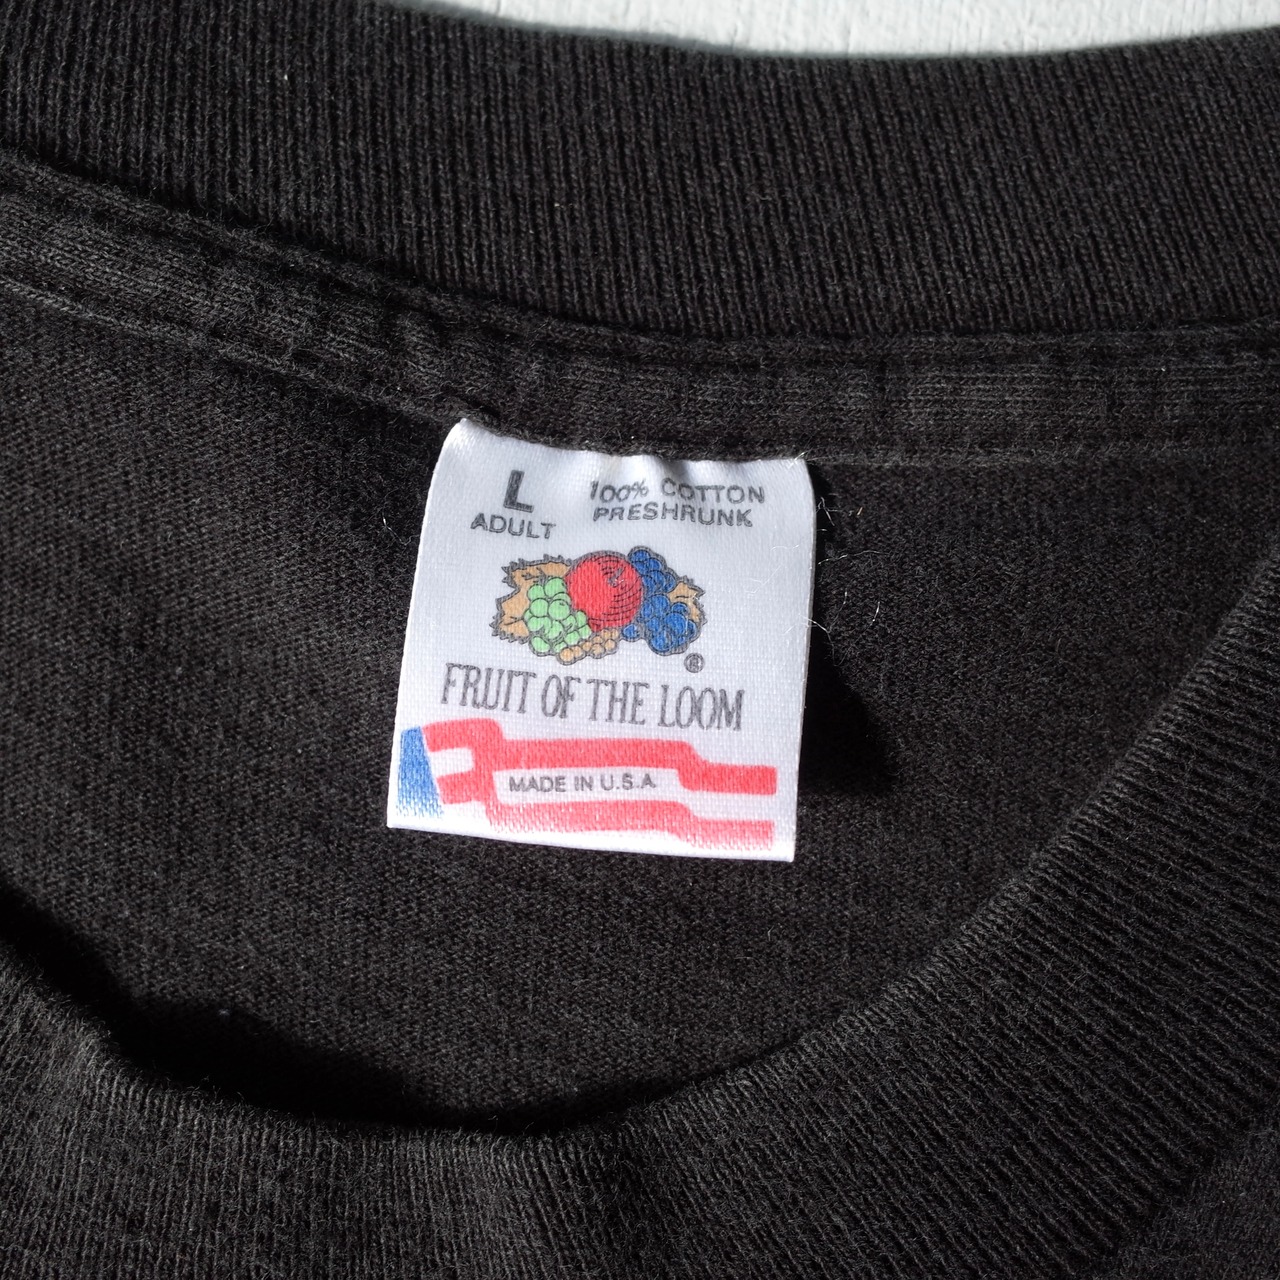 L
ADULT
100% COTTON
PRESHRUNK
®
FRUIT OF THE LOOM
MADE IN U.S.A.